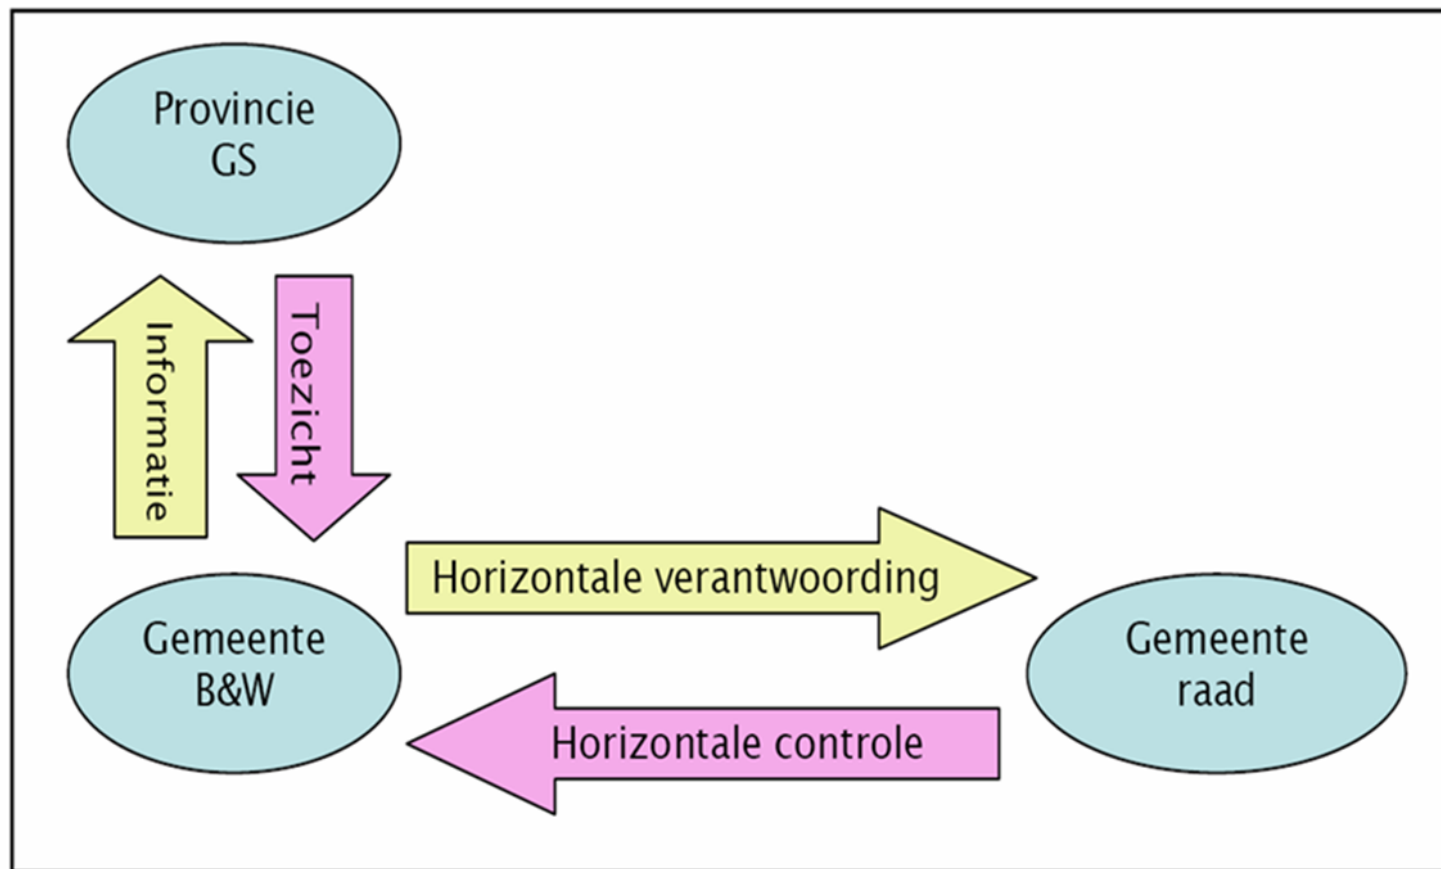 Provincie
GS
Informatie
Toezicht
Horizontale verantwoording
Gemeente
B&W
Gemeente
raad
Horizontale controle